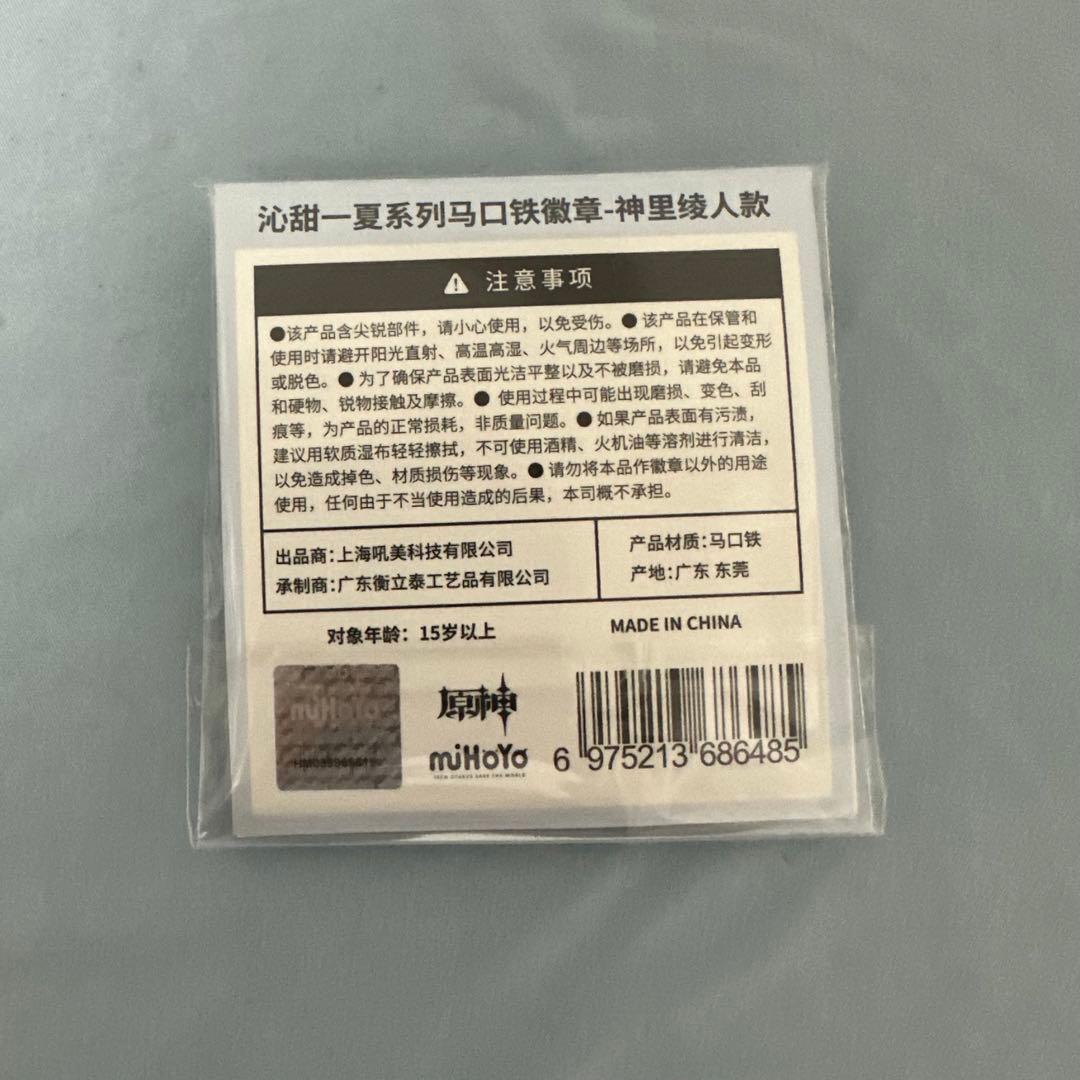 沁甜一夏系列马口铁徽章-神里绫人款
注意事项
●该产品含尖锐部件，请小心使用，以免受伤。● 该产品在保管和
使用时请避开阳光直射、高温高湿、火气周边等场所，以免引起变形
或脱色。● 为了确保产品表面光洁平整以及不被磨损，请避免本品
和硬物、锐物接触及摩擦。● 使用过程中可能出现磨损、变色、刮
痕等，为产品的正常损耗，非质量问题。● 如果产品表面有污渍，
建议用软质湿布轻轻擦拭，不可使用酒精、火机油等溶剂进行清洁，
以免造成掉色、材质损伤等现象。● 请勿将本品作徽章以外的用途
使用，任何由于不当使用造成的后果，本司概不承担。
出品商：上海吼美科技有限公司
承制商：广东衡立泰工艺品有限公司
产品材质：马口铁
产地：广东 东莞
对象年龄：15岁以上
MADE IN CHINA
miHoYo
原神
miHoYo
TECH OTAKUS SAVE THE WORLD
6 975213 686485